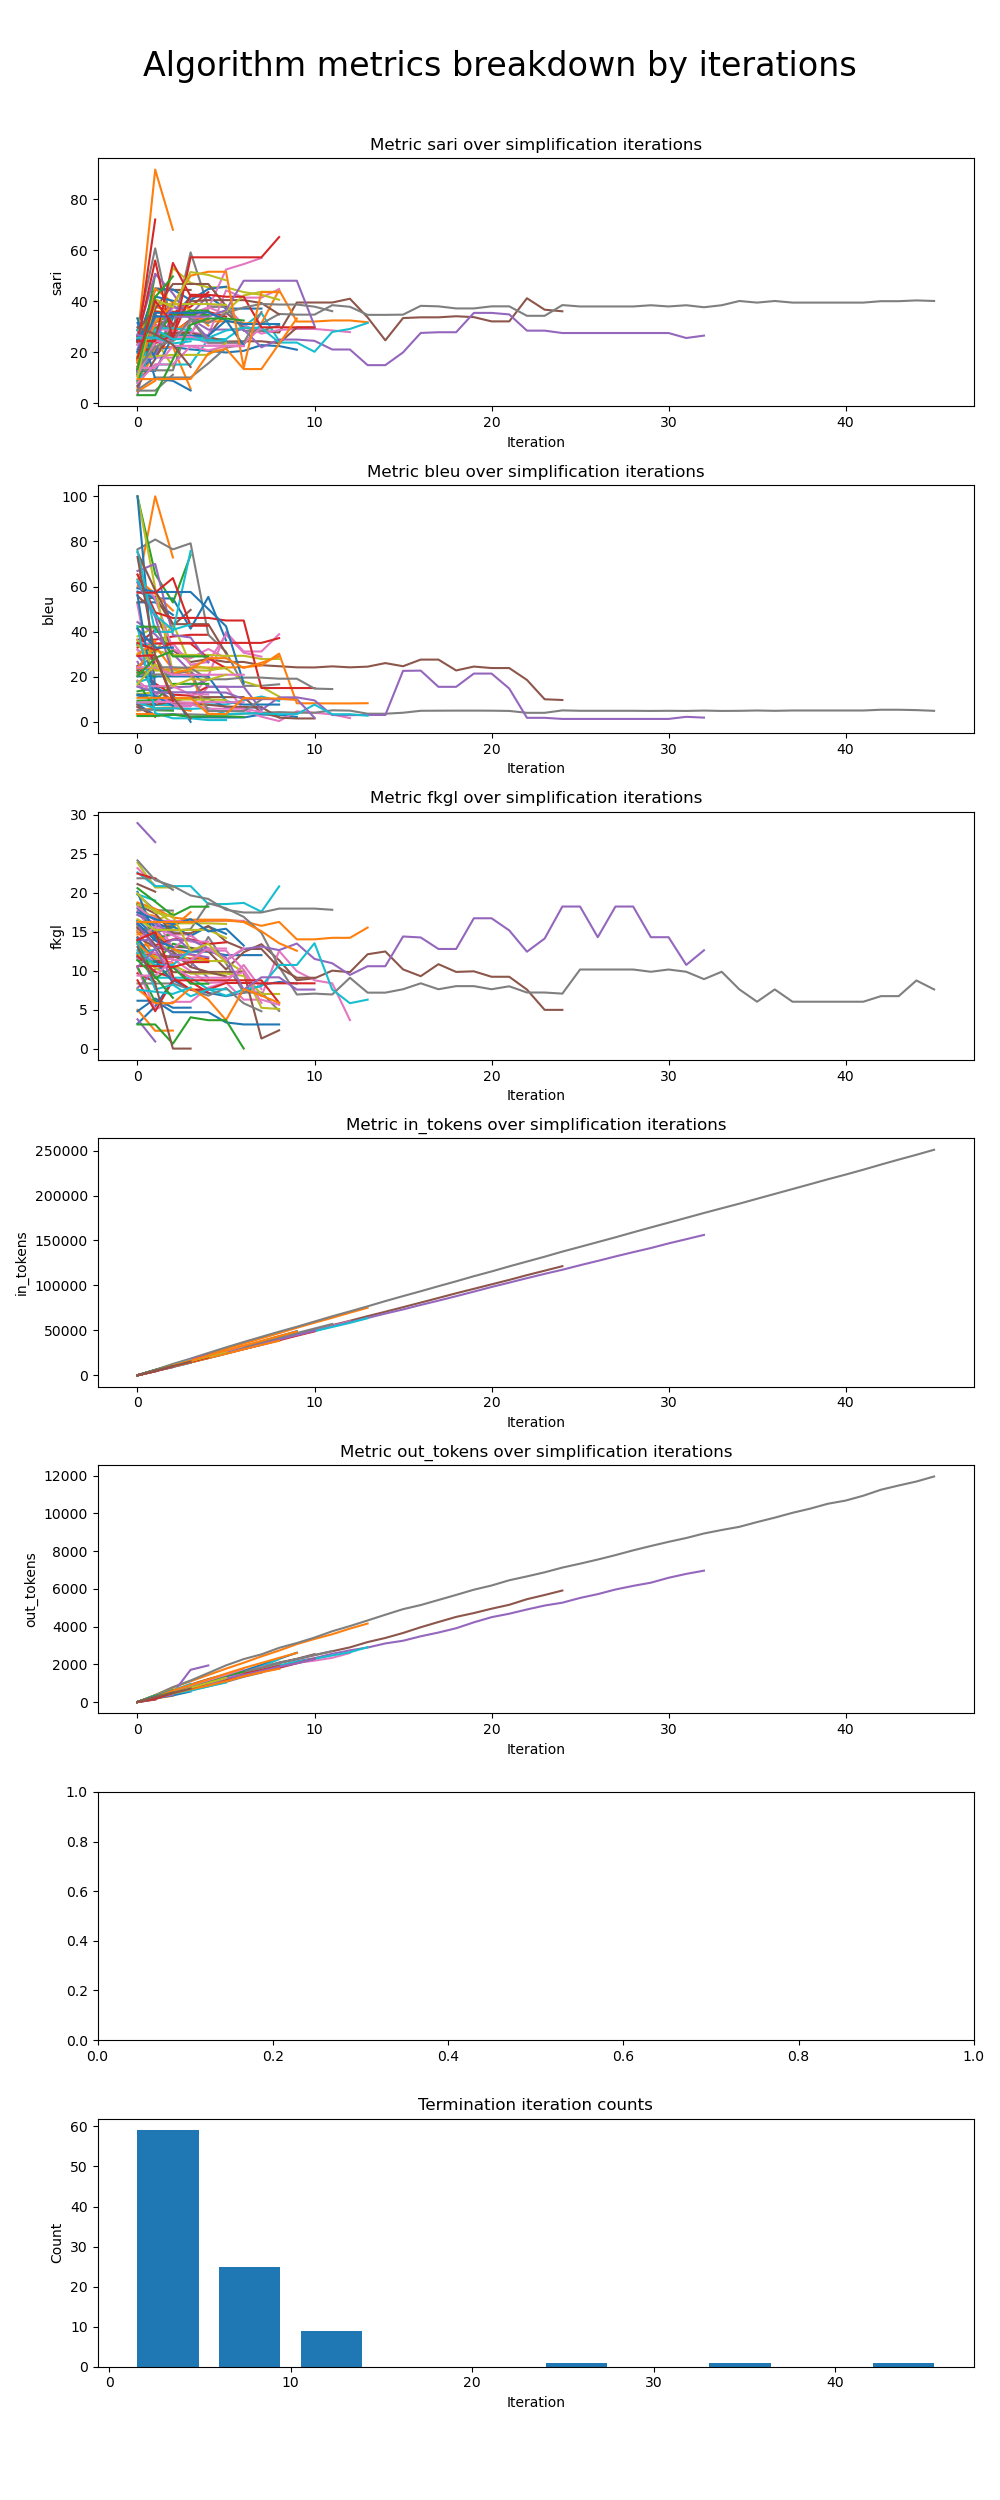 Algorithm metrics breakdown by iterations
Metric sari over simplification iterations
80
60
40
20
0
sari
0 10 20 30 40
Iteration
Metric bleu over simplification iterations
100
80
60
40
20
0
bleu
0 10 20 30 40
Iteration
Metric fkgl over simplification iterations
30
25
20
15
10
5
0
fkgl
0 10 20 30 40
Iteration
Metric in_tokens over simplification iterations
250000
200000
150000
100000
50000
0
in_tokens
0 10 20 30 40
Iteration
Metric out_tokens over simplification iterations
12000
10000
8000
6000
4000
2000
0
out_tokens
0 10 20 30 40
Iteration
1.0
0.8
0.6
0.4
0.2
0.0
0.0 0.2 0.4 0.6 0.8 1.0
Termination iteration counts
60
50
40
30
20
10
0
Count
0 10 20 30 40
Iteration